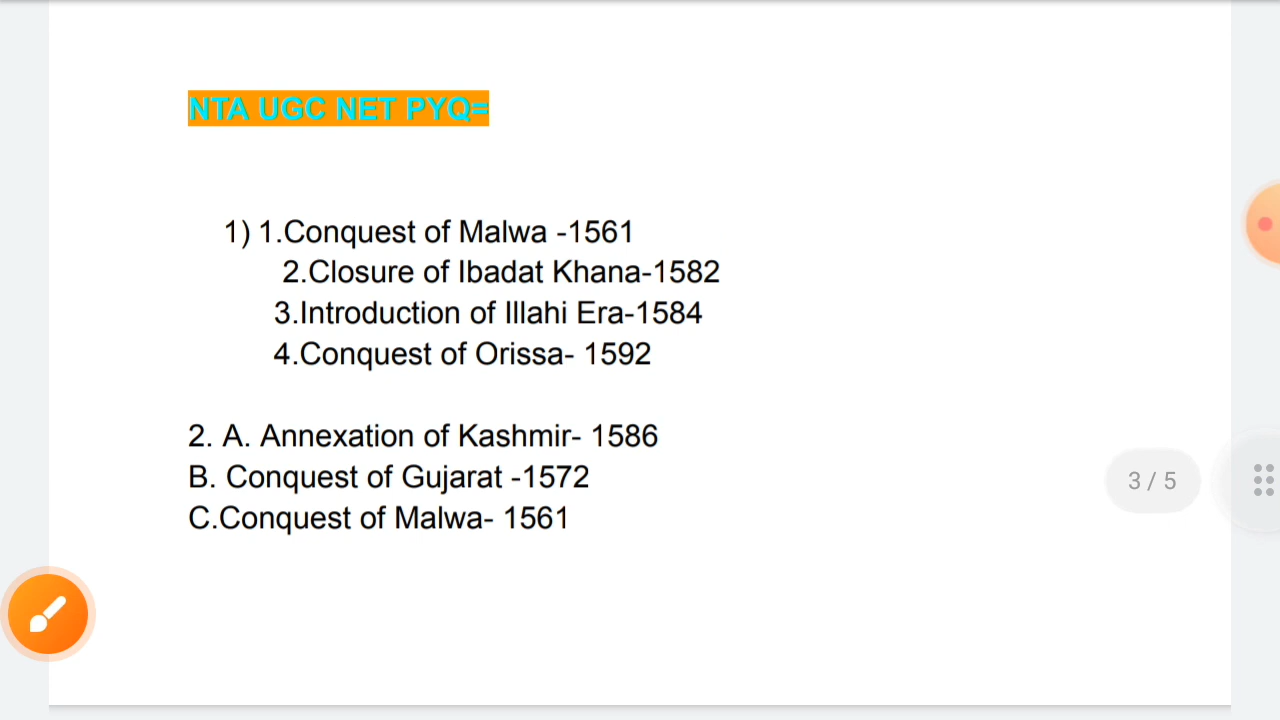 NTA UGC NET PYQ=
1) 1.Conquest of Malwa -1561
2.Closure of Ibadat Khana-1582
3.Introduction of Illahi Era-1584
4.Conquest of Orissa- 1592
2. A. Annexation of Kashmir- 1586
B. Conquest of Gujarat -1572
C.Conquest of Malwa- 1561
3 / 5